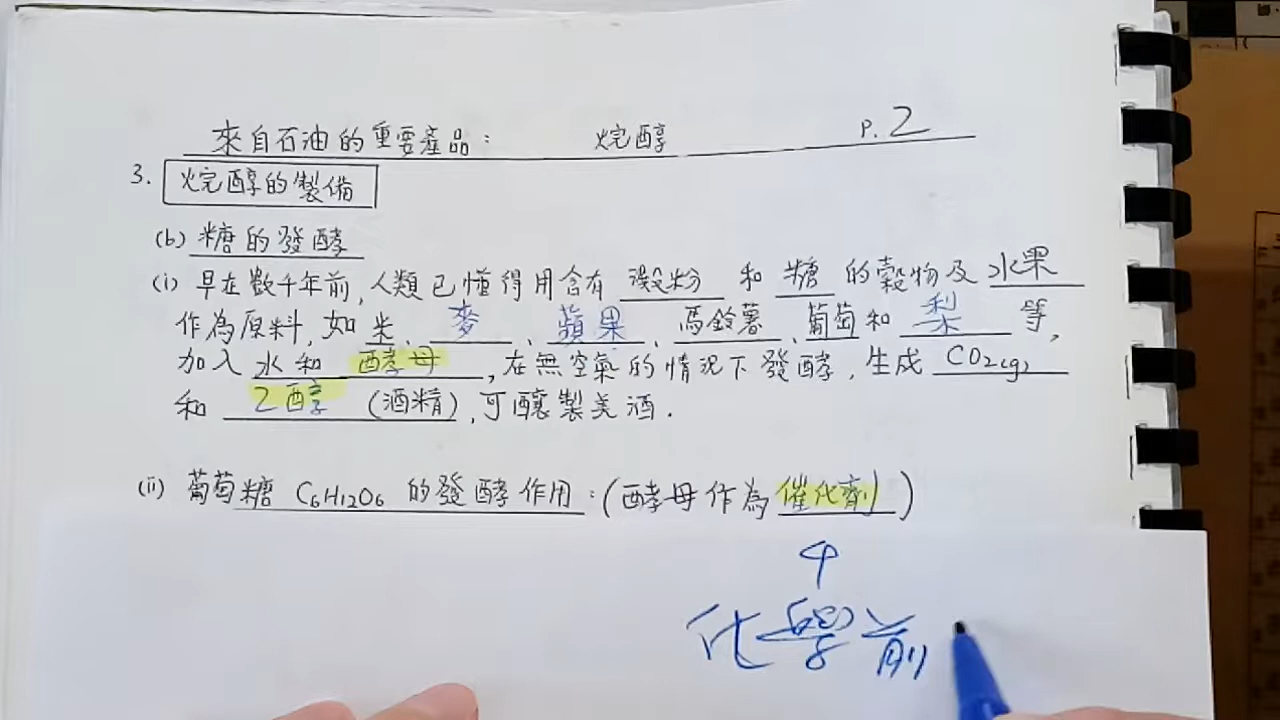 來自石油的重要產品： 烷醇 P. 2
3. 烷醇的製備
(b) 糖的發酵
(i) 早在數千年前,人類已懂得用含有 澱粉 和 糖 的穀物及 水果
作為原料, 如 米、麥、蘋果、馬鈴薯、葡萄和 梨 等,
加入 水和 酵母, 在無空氣的情況下發酵, 生成 CO2(g)
和 乙醇 (酒精), 可釀製美酒.
(ii) 葡萄糖 C6H12O6 的發酵作用：(酵母作為催化劑)
化學前